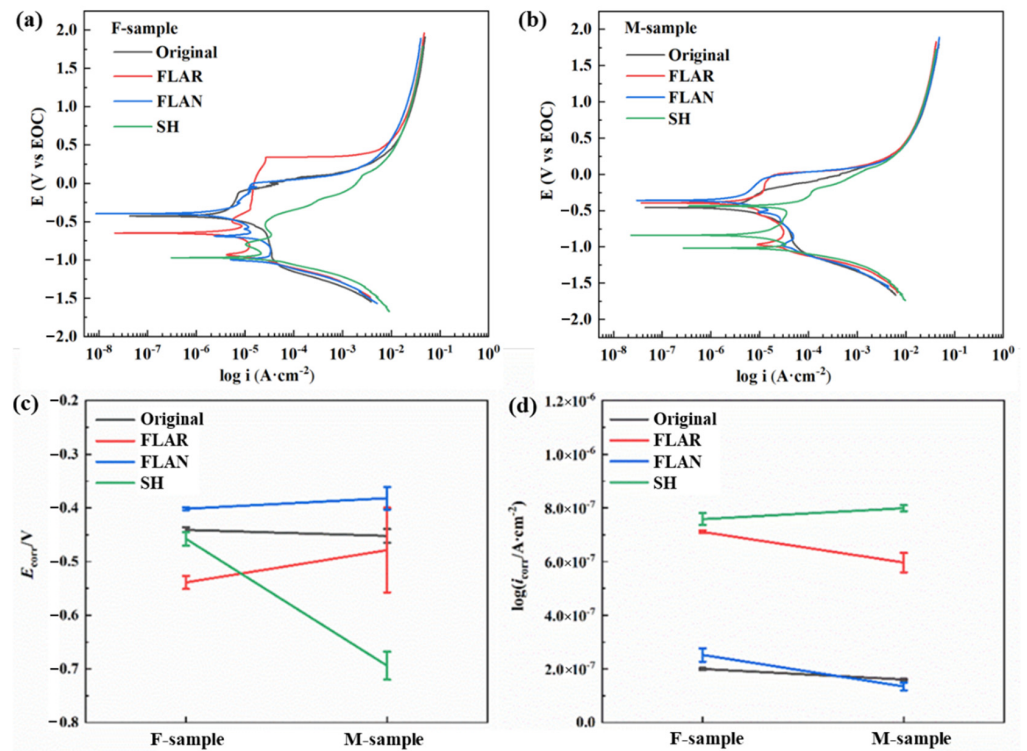 (a)
F-sample
Original
FLAR
FLAN
SH
2.0
1.5
1.0
0.5
0.0
−0.5
−1.0
−1.5
−2.0
E (V vs EOC)
10⁻⁸ 10⁻⁷ 10⁻⁶ 10⁻⁵ 10⁻⁴ 10⁻³ 10⁻² 10⁻¹ 10⁰
log i (A·cm⁻²)
(b)
M-sample
Original
FLAR
FLAN
SH
2.0
1.5
1.0
0.5
0.0
−0.5
−1.0
−1.5
−2.0
E (V vs EOC)
10⁻⁸ 10⁻⁷ 10⁻⁶ 10⁻⁵ 10⁻⁴ 10⁻³ 10⁻² 10⁻¹ 10⁰
log i (A·cm⁻²)
(c)
Original
FLAR
FLAN
SH
−0.2
−0.3
−0.4
−0.5
−0.6
−0.7
−0.8
E_corr/V
F-sample M-sample
(d)
Original
FLAR
FLAN
SH
1.2×10⁻⁶
1.0×10⁻⁶
8.0×10⁻⁷
6.0×10⁻⁷
4.0×10⁻⁷
2.0×10⁻⁷
0.0
log(i_corr/A·cm⁻²)
F-sample M-sample